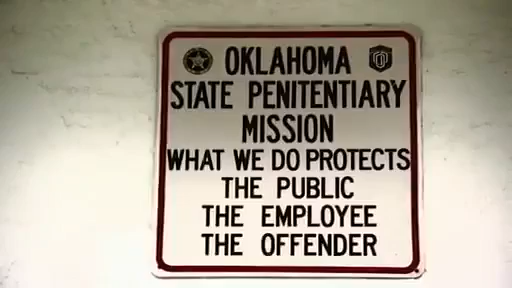 OKLAHOMA
STATE PENITENTIARY
MISSION
WHAT WE DO PROTECTS
THE PUBLIC
THE EMPLOYEE
THE OFFENDER